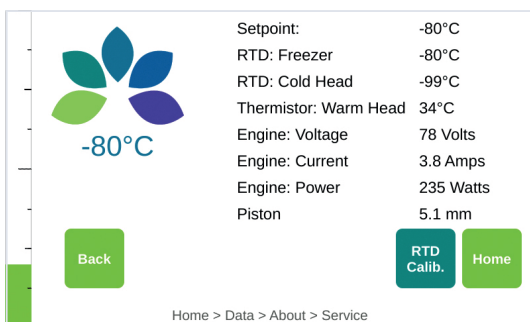 Setpoint: -80°C
RTD: Freezer -80°C
RTD: Cold Head -99°C
Thermistor: Warm Head 34°C
Engine: Voltage 78 Volts
Engine: Current 3.8 Amps
Engine: Power 235 Watts
Piston 5.1 mm
-80°C
Back
RTD
Calib.
Home
Home > Data > About > Service